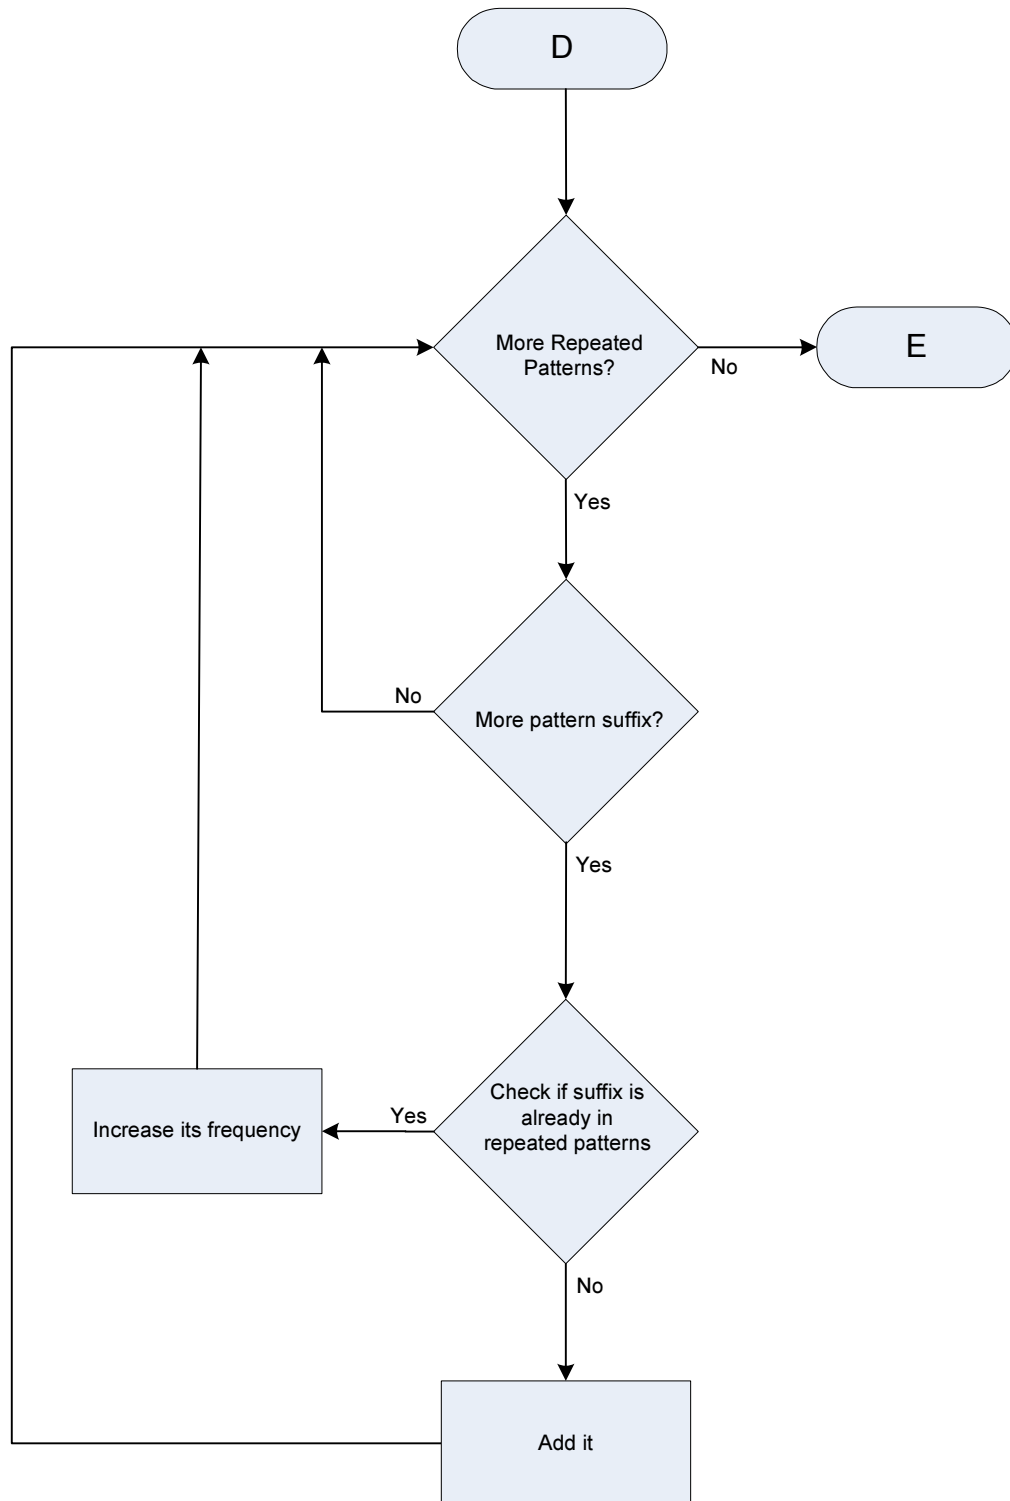 D
More Repeated
Patterns?
No
E
Yes
No
More pattern suffix?
Yes
Check if suffix is
already in
repeated patterns
Yes
Increase its frequency
No
Add it